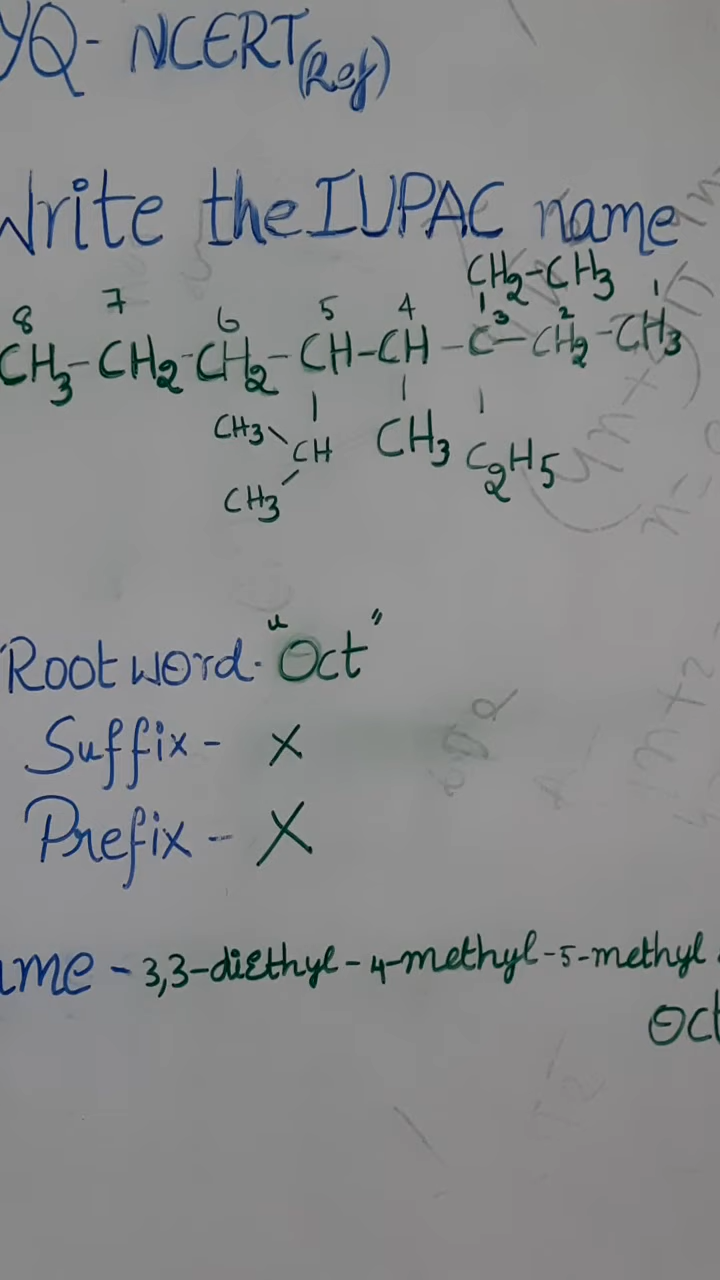 YQ- NCERT(Ref)
Write the IUPAC name
CH2-CH3
8 7 6 5 4 3 2 1
CH3-CH2-CH2-CH-CH-C-CH2-CH3
CH3 CH CH3 C2H5
CH3
Root word. "Oct"
Suffix- X
Prefix- X
ame - 3,3-diEthyl-4-methyl-5-methyl
Oct